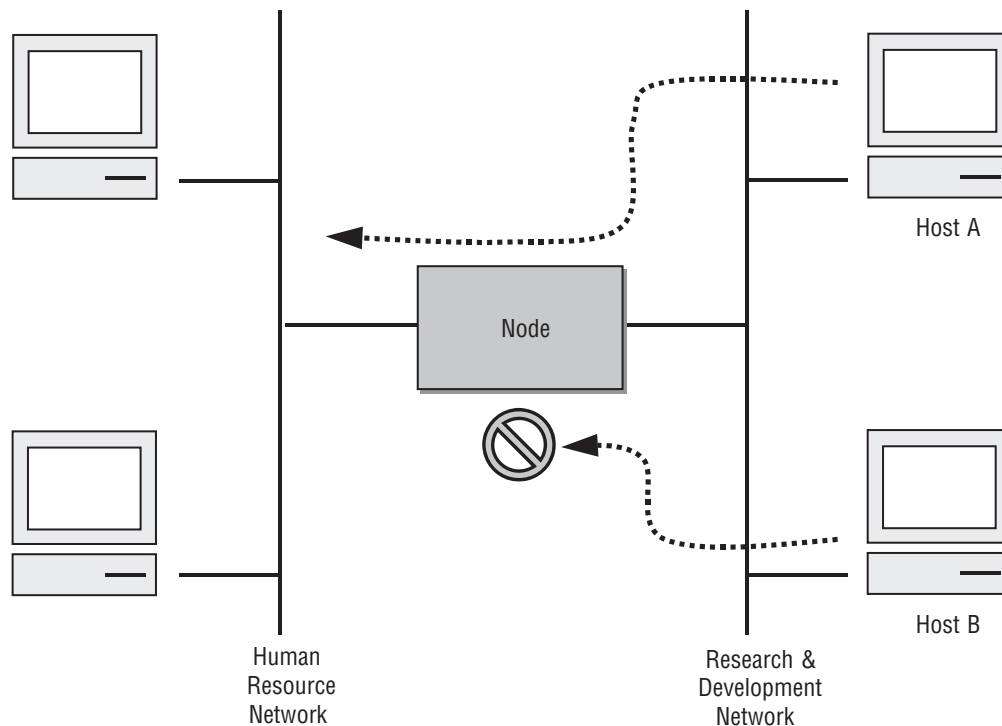 Host A
Node
Host B
Human
Resource
Network
Research &
Development
Network